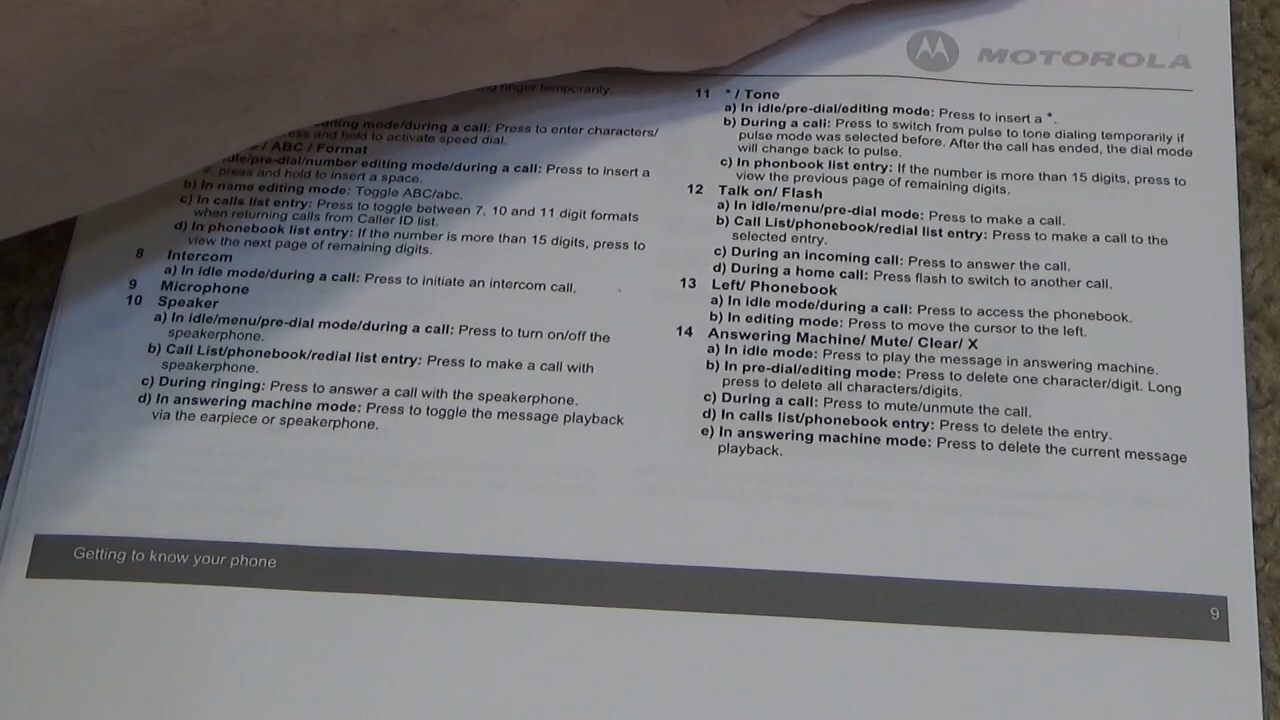 MOTOROLA
ringer temporarily.
mode/during a call: Press to enter characters/
and hold to activate speed dial.
/ ABC / Format
/pre-dial/number editing mode/during a call: Press to insert a
#, press and hold to insert a space.
b) In name editing mode: Toggle ABC/abc.
c) In calls list entry: Press to toggle between 7, 10 and 11 digit formats
when returning calls from Caller ID list.
d) In phonebook list entry: If the number is more than 15 digits, press to
view the next page of remaining digits.
8 Intercom
a) In idle mode/during a call: Press to initiate an intercom call.
9 Microphone
10 Speaker
a) In idle/menu/pre-dial mode/during a call: Press to turn on/off the
speakerphone.
b) Call List/phonebook/redial list entry: Press to make a call with
speakerphone.
c) During ringing: Press to answer a call with the speakerphone.
d) In answering machine mode: Press to toggle the message playback
via the earpiece or speakerphone.
11 * / Tone
a) In idle/pre-dial/editing mode: Press to insert a *.
b) During a call: Press to switch from pulse to tone dialing temporarily if
pulse mode was selected before. After the call has ended, the dial mode
will change back to pulse.
c) In phonbook list entry: If the number is more than 15 digits, press to
view the previous page of remaining digits.
12 Talk on/ Flash
a) In idle/menu/pre-dial mode: Press to make a call.
b) Call List/phonebook/redial list entry: Press to make a call to the
selected entry.
c) During an incoming call: Press to answer the call.
d) During a home call: Press flash to switch to another call.
13 Left/ Phonebook
a) In idle mode/during a call: Press to access the phonebook.
b) In editing mode: Press to move the cursor to the left.
14 Answering Machine/ Mute/ Clear/ X
a) In idle mode: Press to play the message in answering machine.
b) In pre-dial/editing mode: Press to delete one character/digit. Long
press to delete all characters/digits.
c) During a call: Press to mute/unmute the call.
d) In calls list/phonebook entry: Press to delete the entry.
e) In answering machine mode: Press to delete the current message
playback.
Getting to know your phone
9